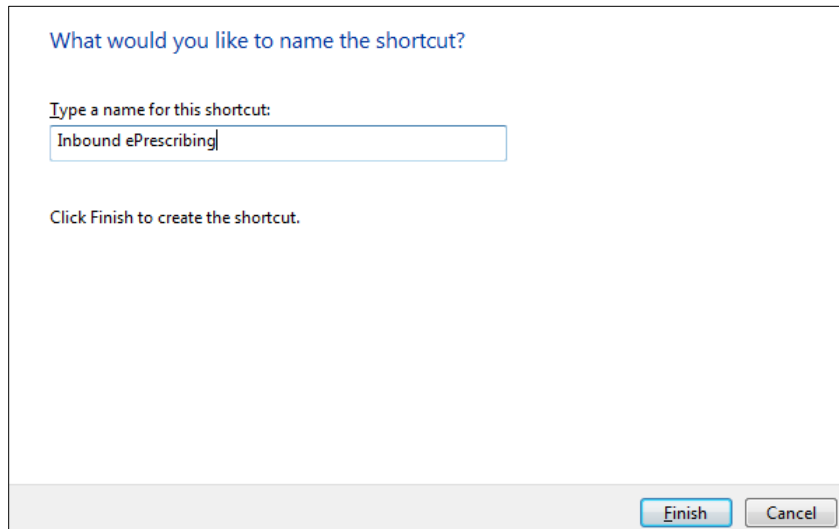 What would you like to name the shortcut?
Type a name for this shortcut:
Inbound ePrescribing
Click Finish to create the shortcut.
Finish
Cancel